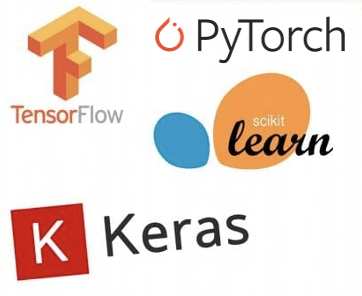 TensorFlow
PyTorch
scikit
learn
K Keras